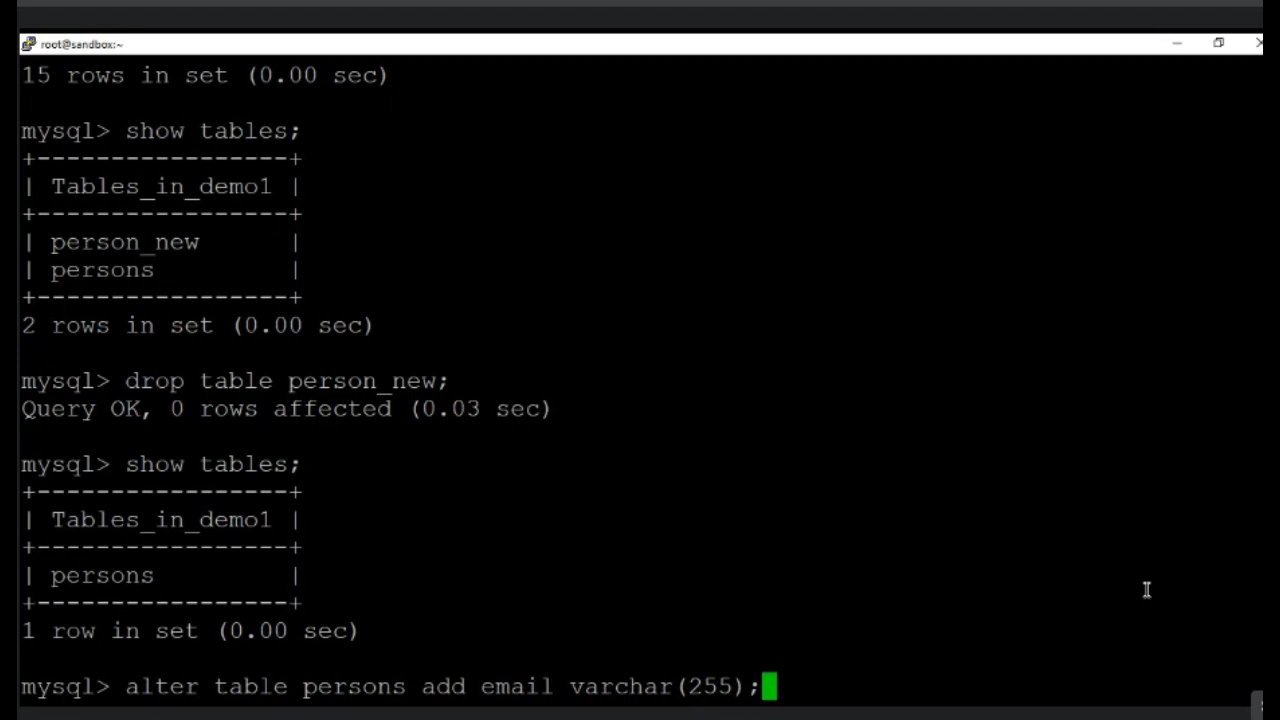 root@sandbox:~
15 rows in set (0.00 sec)
mysql> show tables;
+-----------------+
| Tables_in_demo1 |
+-----------------+
| person_new      |
| persons         |
+-----------------+
2 rows in set (0.00 sec)
mysql> drop table person_new;
Query OK, 0 rows affected (0.03 sec)
mysql> show tables;
+-----------------+
| Tables_in_demo1 |
+-----------------+
| persons         |
+-----------------+
1 row in set (0.00 sec)
mysql> alter table persons add email varchar(255);